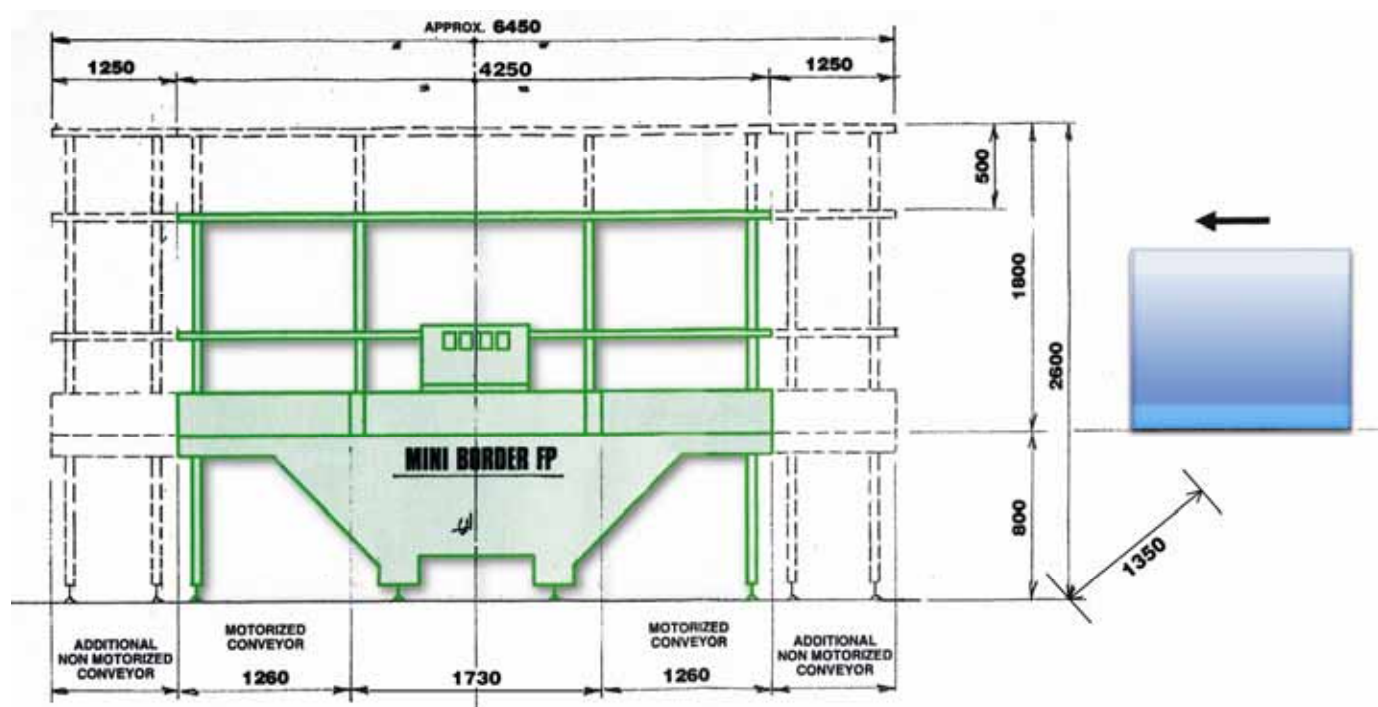 APPROX. 6450
1250
4250
1250
500
1800
2600
800
1350
MINI BORDER FP
ADDITIONAL
NON MOTORIZED
CONVEYOR
MOTORIZED
CONVEYOR
MOTORIZED
CONVEYOR
ADDITIONAL
NON MOTORIZED
CONVEYOR
1260
1730
1260